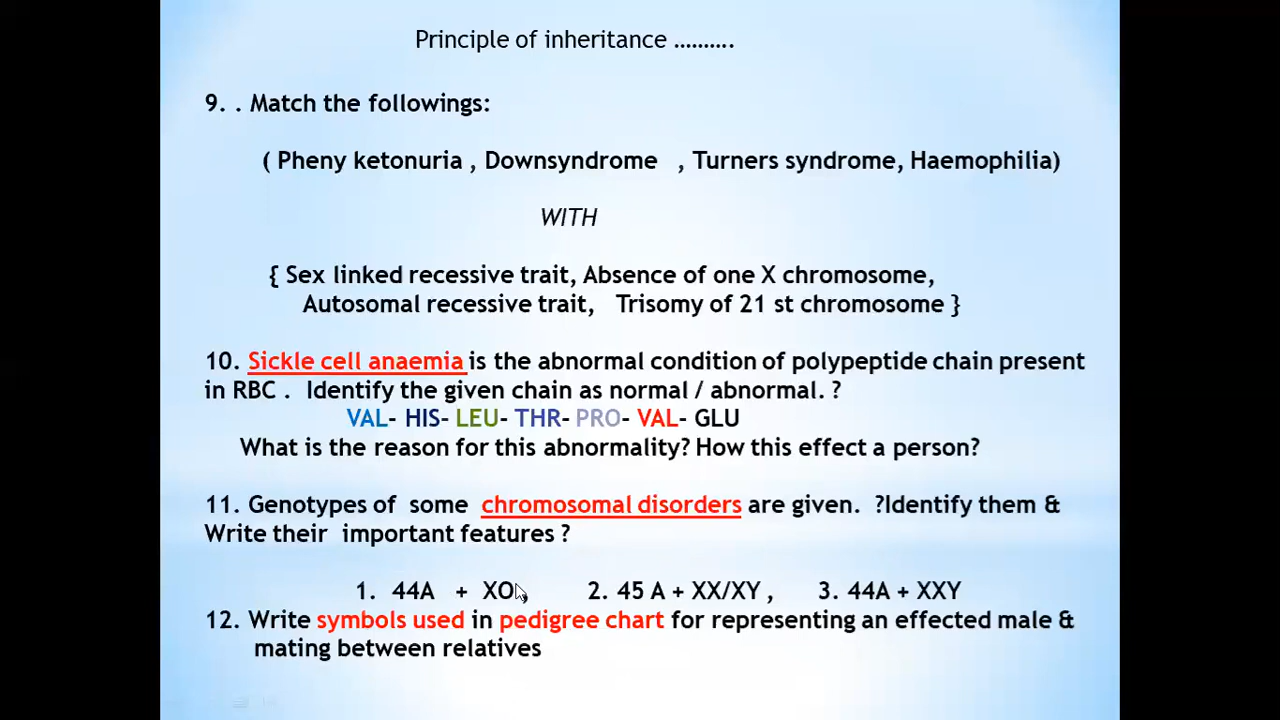 Principle of inheritance ……….
9. . Match the followings:
( Pheny ketonuria , Downsyndrome , Turners syndrome, Haemophilia)
WITH
{ Sex linked recessive trait, Absence of one X chromosome,
Autosomal recessive trait, Trisomy of 21 st chromosome }
10. Sickle cell anaemia is the abnormal condition of polypeptide chain present
in RBC . Identify the given chain as normal / abnormal. ?
VAL- HIS- LEU- THR- PRO- VAL- GLU
What is the reason for this abnormality? How this effect a person?
11. Genotypes of some chromosomal disorders are given. ?Identify them &
Write their important features ?
1. 44A + XO , 2. 45 A + XX/XY , 3. 44A + XXY
12. Write symbols used in pedigree chart for representing an effected male &
mating between relatives